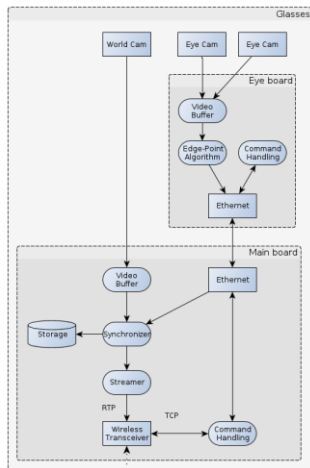 Glasses
World Cam
Eye Cam
Eye Cam
Eye board
Video
Buffer
Edge-Point
Algorithm
Command
Handling
Ethernet
Main board
Video
Buffer
Ethernet
Storage
Synchronizer
Streamer
RTP
TCP
Wireless
Transceiver
Command
Handling